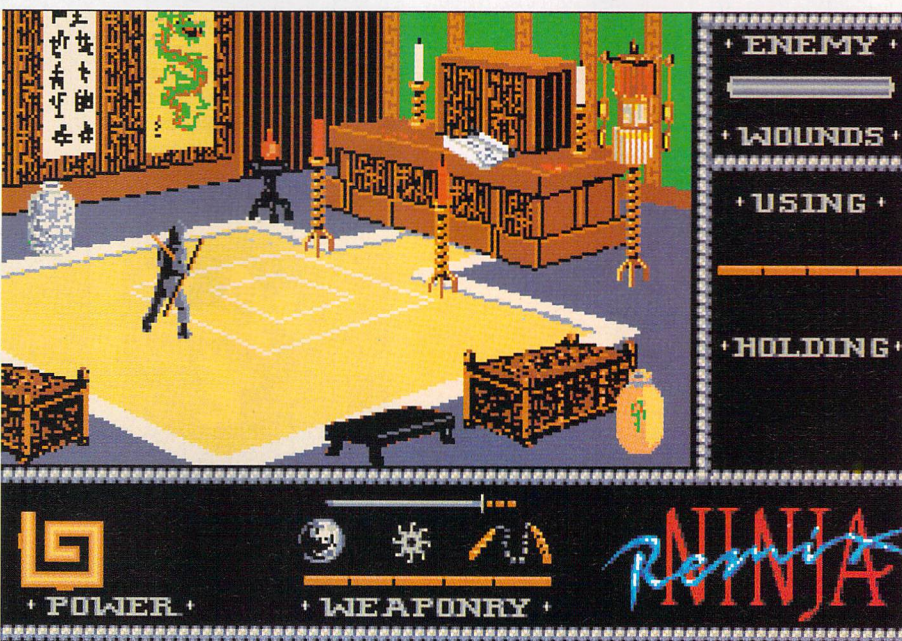 ENEMY
WOUNDS
USING
HOLDING
POWER
WEAPONRY
NINJA
Remix